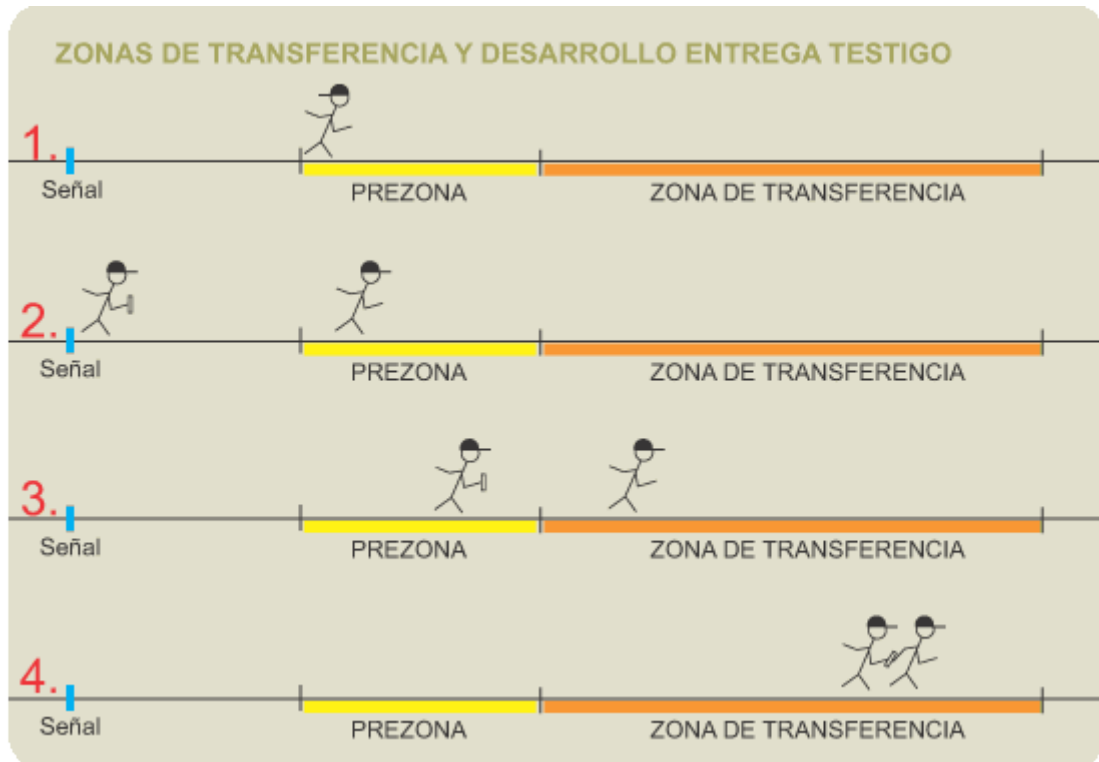 ZONAS DE TRANSFERENCIA Y DESARROLLO ENTREGA TESTIGO
1.
Señal PREZONA ZONA DE TRANSFERENCIA
2.
Señal PREZONA ZONA DE TRANSFERENCIA
3.
Señal PREZONA ZONA DE TRANSFERENCIA
4.
Señal PREZONA ZONA DE TRANSFERENCIA